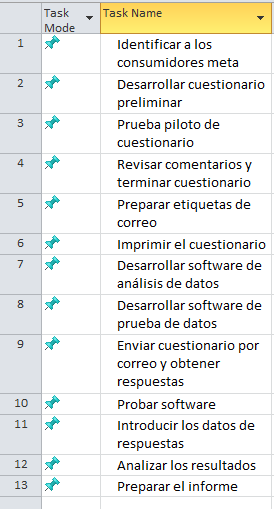 Task Mode
Task Name
1
Identificar a los
consumidores meta
2
Desarrollar cuestionario
preliminar
3
Prueba piloto de
cuestionario
4
Revisar comentarios y
terminar cuestionario
5
Preparar etiquetas de
correo
6
Imprimir el cuestionario
7
Desarrollar software de
análisis de datos
8
Desarrollar software de
prueba de datos
9
Enviar cuestionario por
correo y obtener
respuestas
10
Probar software
11
Introducir los datos de
respuestas
12
Analizar los resultados
13
Preparar el informe